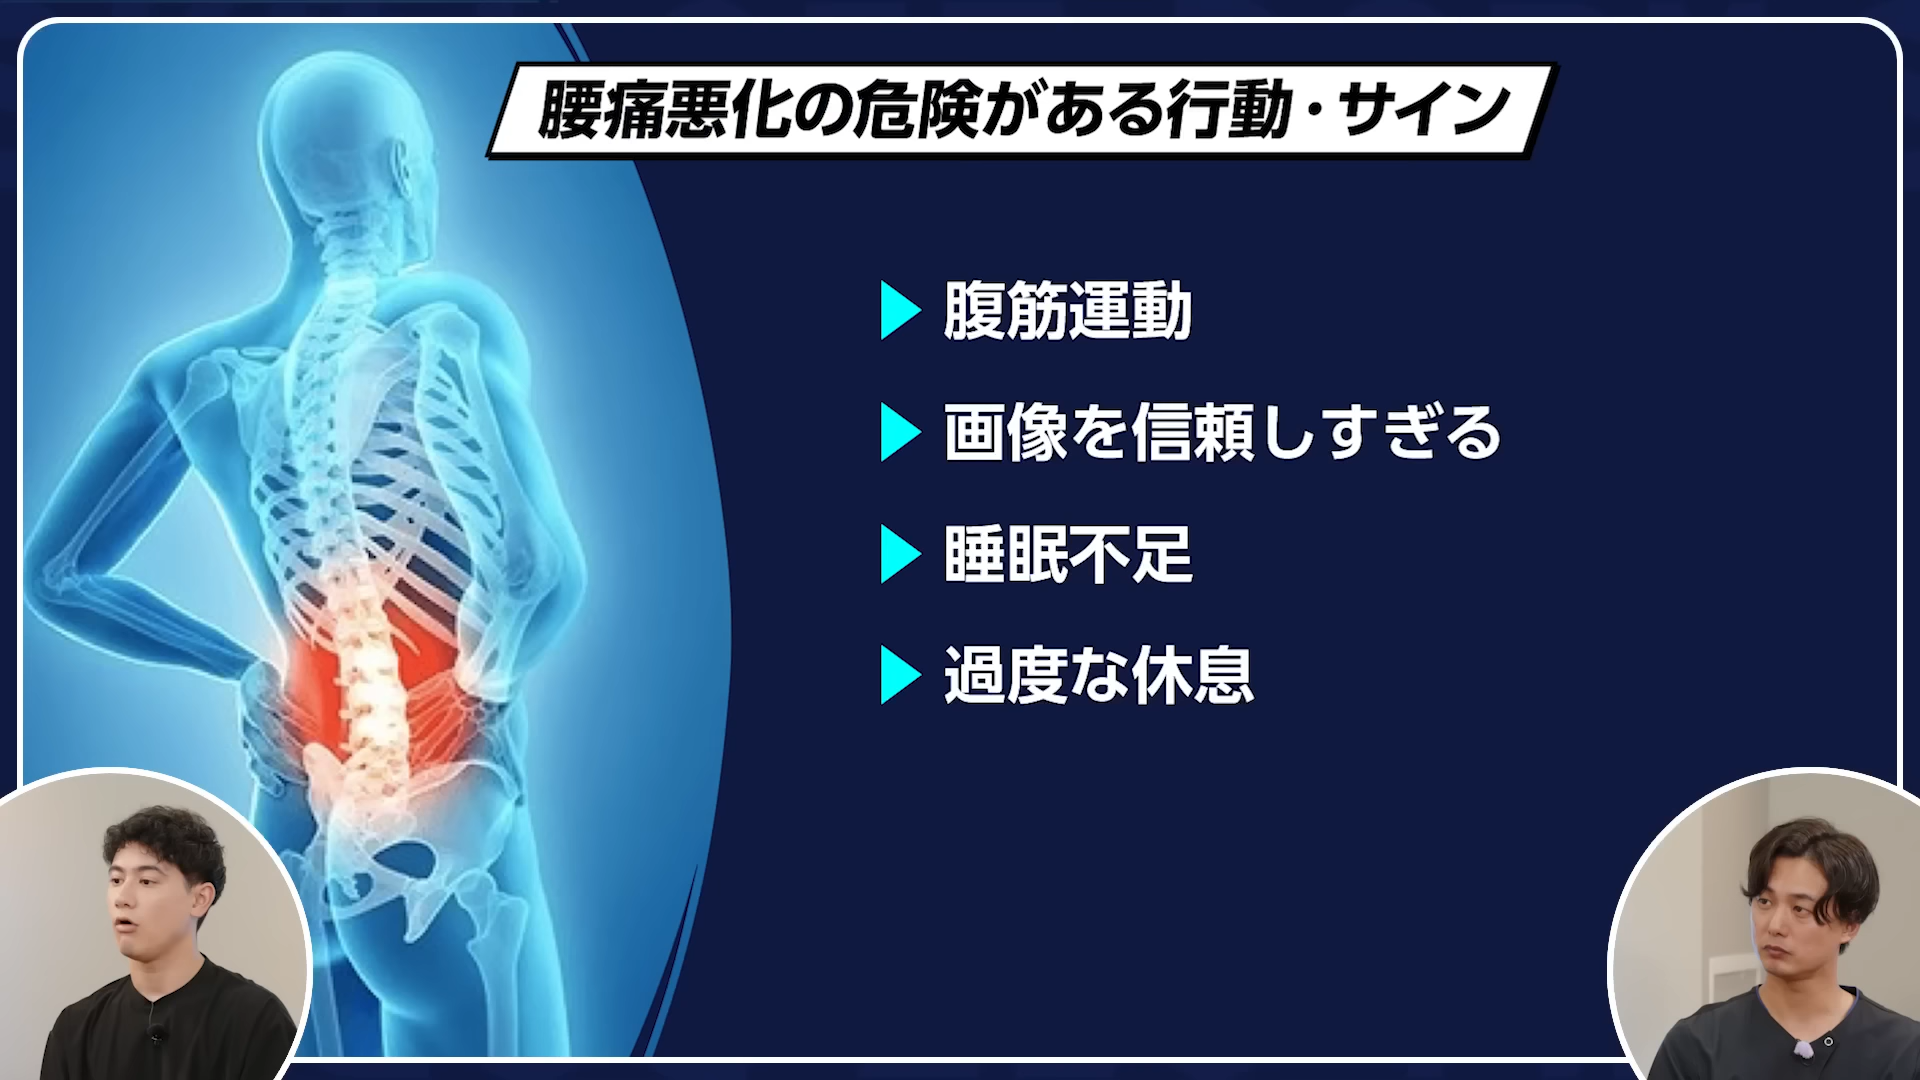 腰痛悪化の危険がある行動・サイン
腹筋運動
画像を信頼しすぎる
睡眠不足
過度な休息